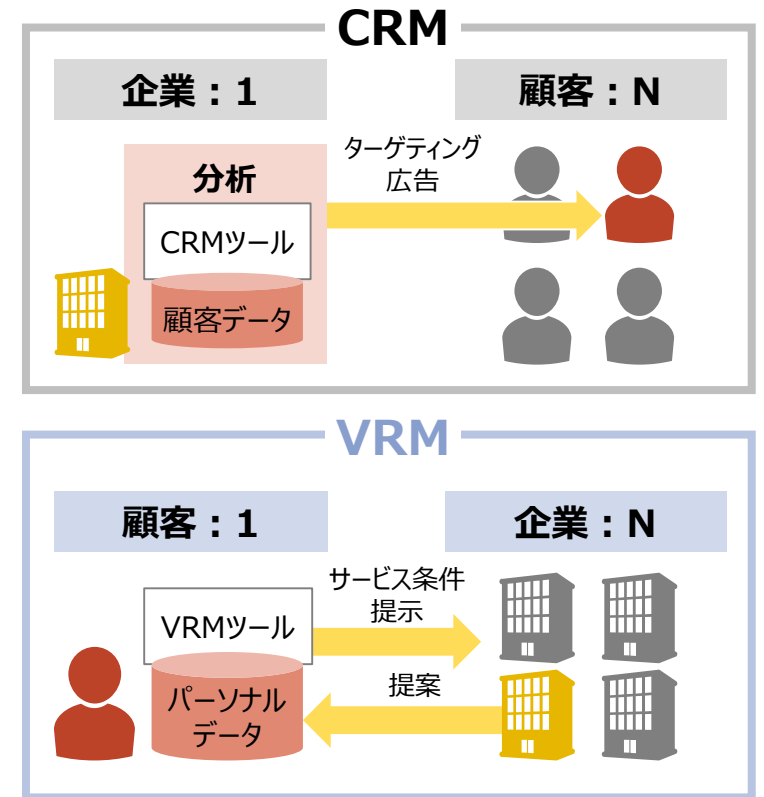 CRM
企業：1
顧客：N
分析
ターゲティング
広告
CRMツール
顧客データ
VRM
顧客：1
企業：N
サービス条件
提示
VRMツール
提案
パーソナル
データ